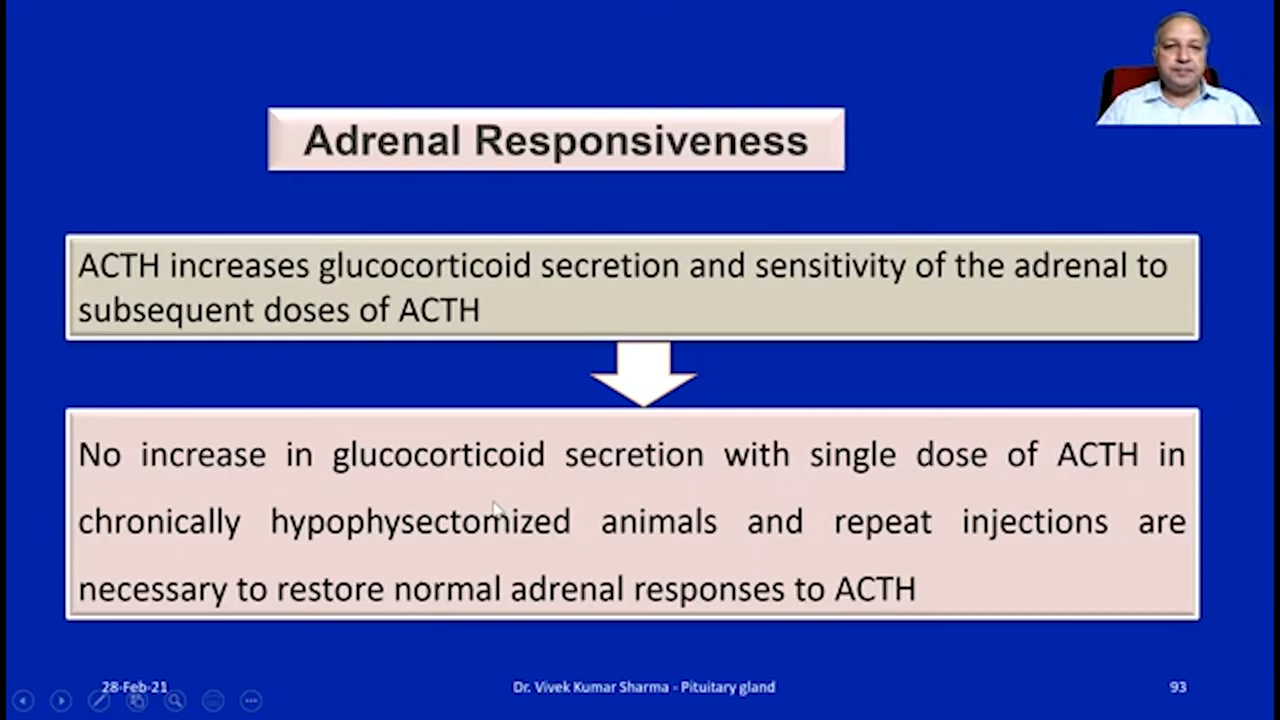 Adrenal Responsiveness
ACTH increases glucocorticoid secretion and sensitivity of the adrenal to
subsequent doses of ACTH
No increase in glucocorticoid secretion with single dose of ACTH in
chronically hypophysectomized animals and repeat injections are
necessary to restore normal adrenal responses to ACTH
28-Feb-21
Dr. Vivek Kumar Sharma - Pituitary gland
93